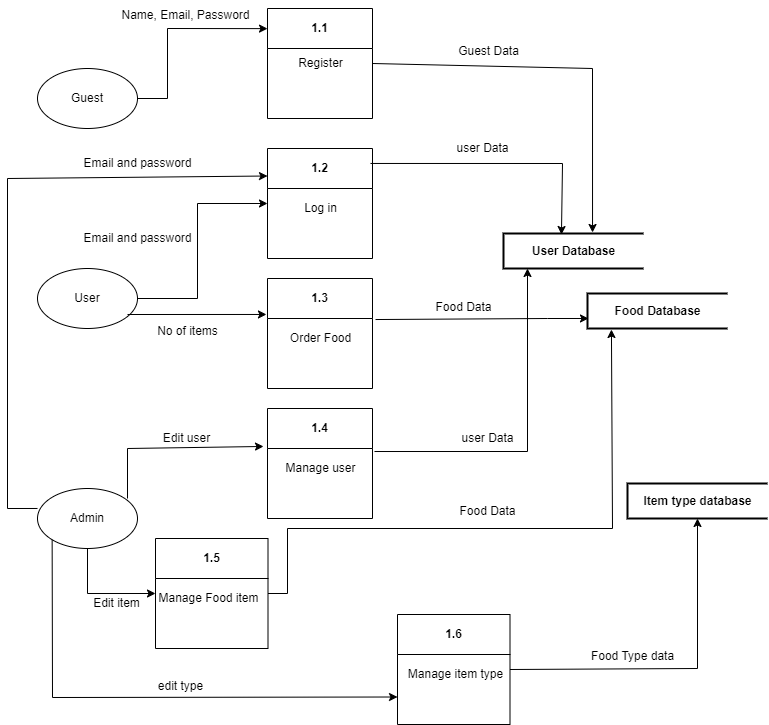 Name, Email, Password
1.1
Register
Guest Data
Guest
Email and password
1.2
Log in
user Data
Email and password
User Database
User
1.3
Order Food
No of items
Food Data
Food Database
Edit user
1.4
Manage user
user Data
Item type database
Admin
Food Data
1.5
Manage Food item
Edit item
1.6
Manage item type
Food Type data
edit type